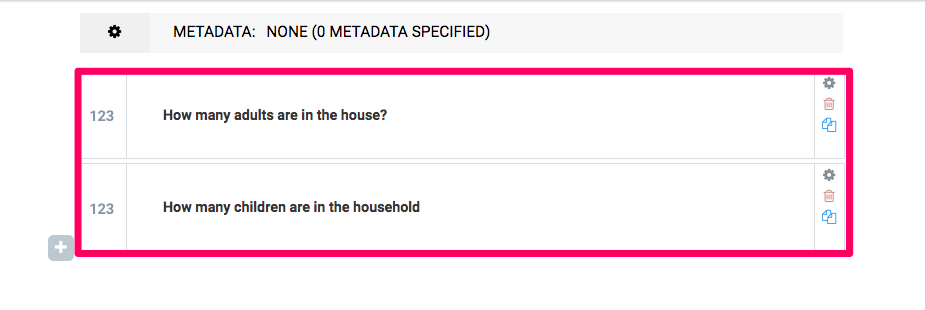 METADATA: NONE (0 METADATA SPECIFIED)
123 How many adults are in the house?
123 How many children are in the household